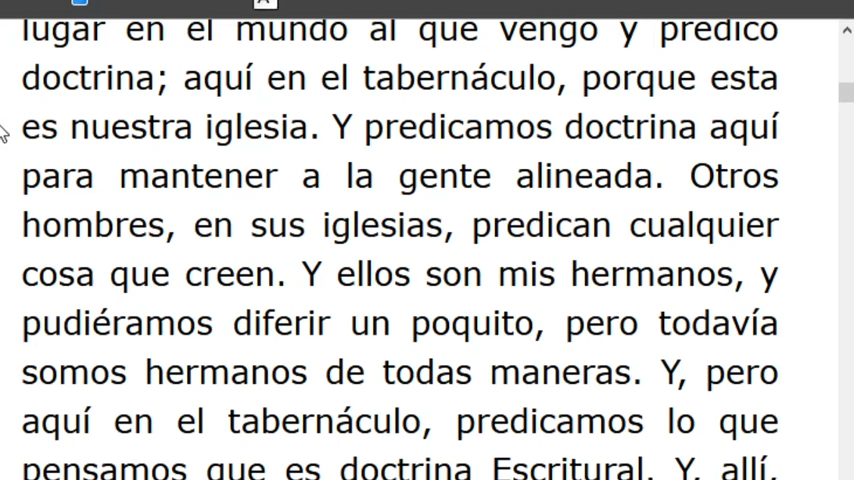 lugar en el mundo al que vengo y predico
doctrina; aquí en el tabernáculo, porque esta
es nuestra iglesia. Y predicamos doctrina aquí
para mantener a la gente alineada. Otros
hombres, en sus iglesias, predican cualquier
cosa que creen. Y ellos son mis hermanos, y
pudiéramos diferir un poquito, pero todavía
somos hermanos de todas maneras. Y, pero
aquí en el tabernáculo, predicamos lo que
pensamos que es doctrina Escritural. Y, allí,